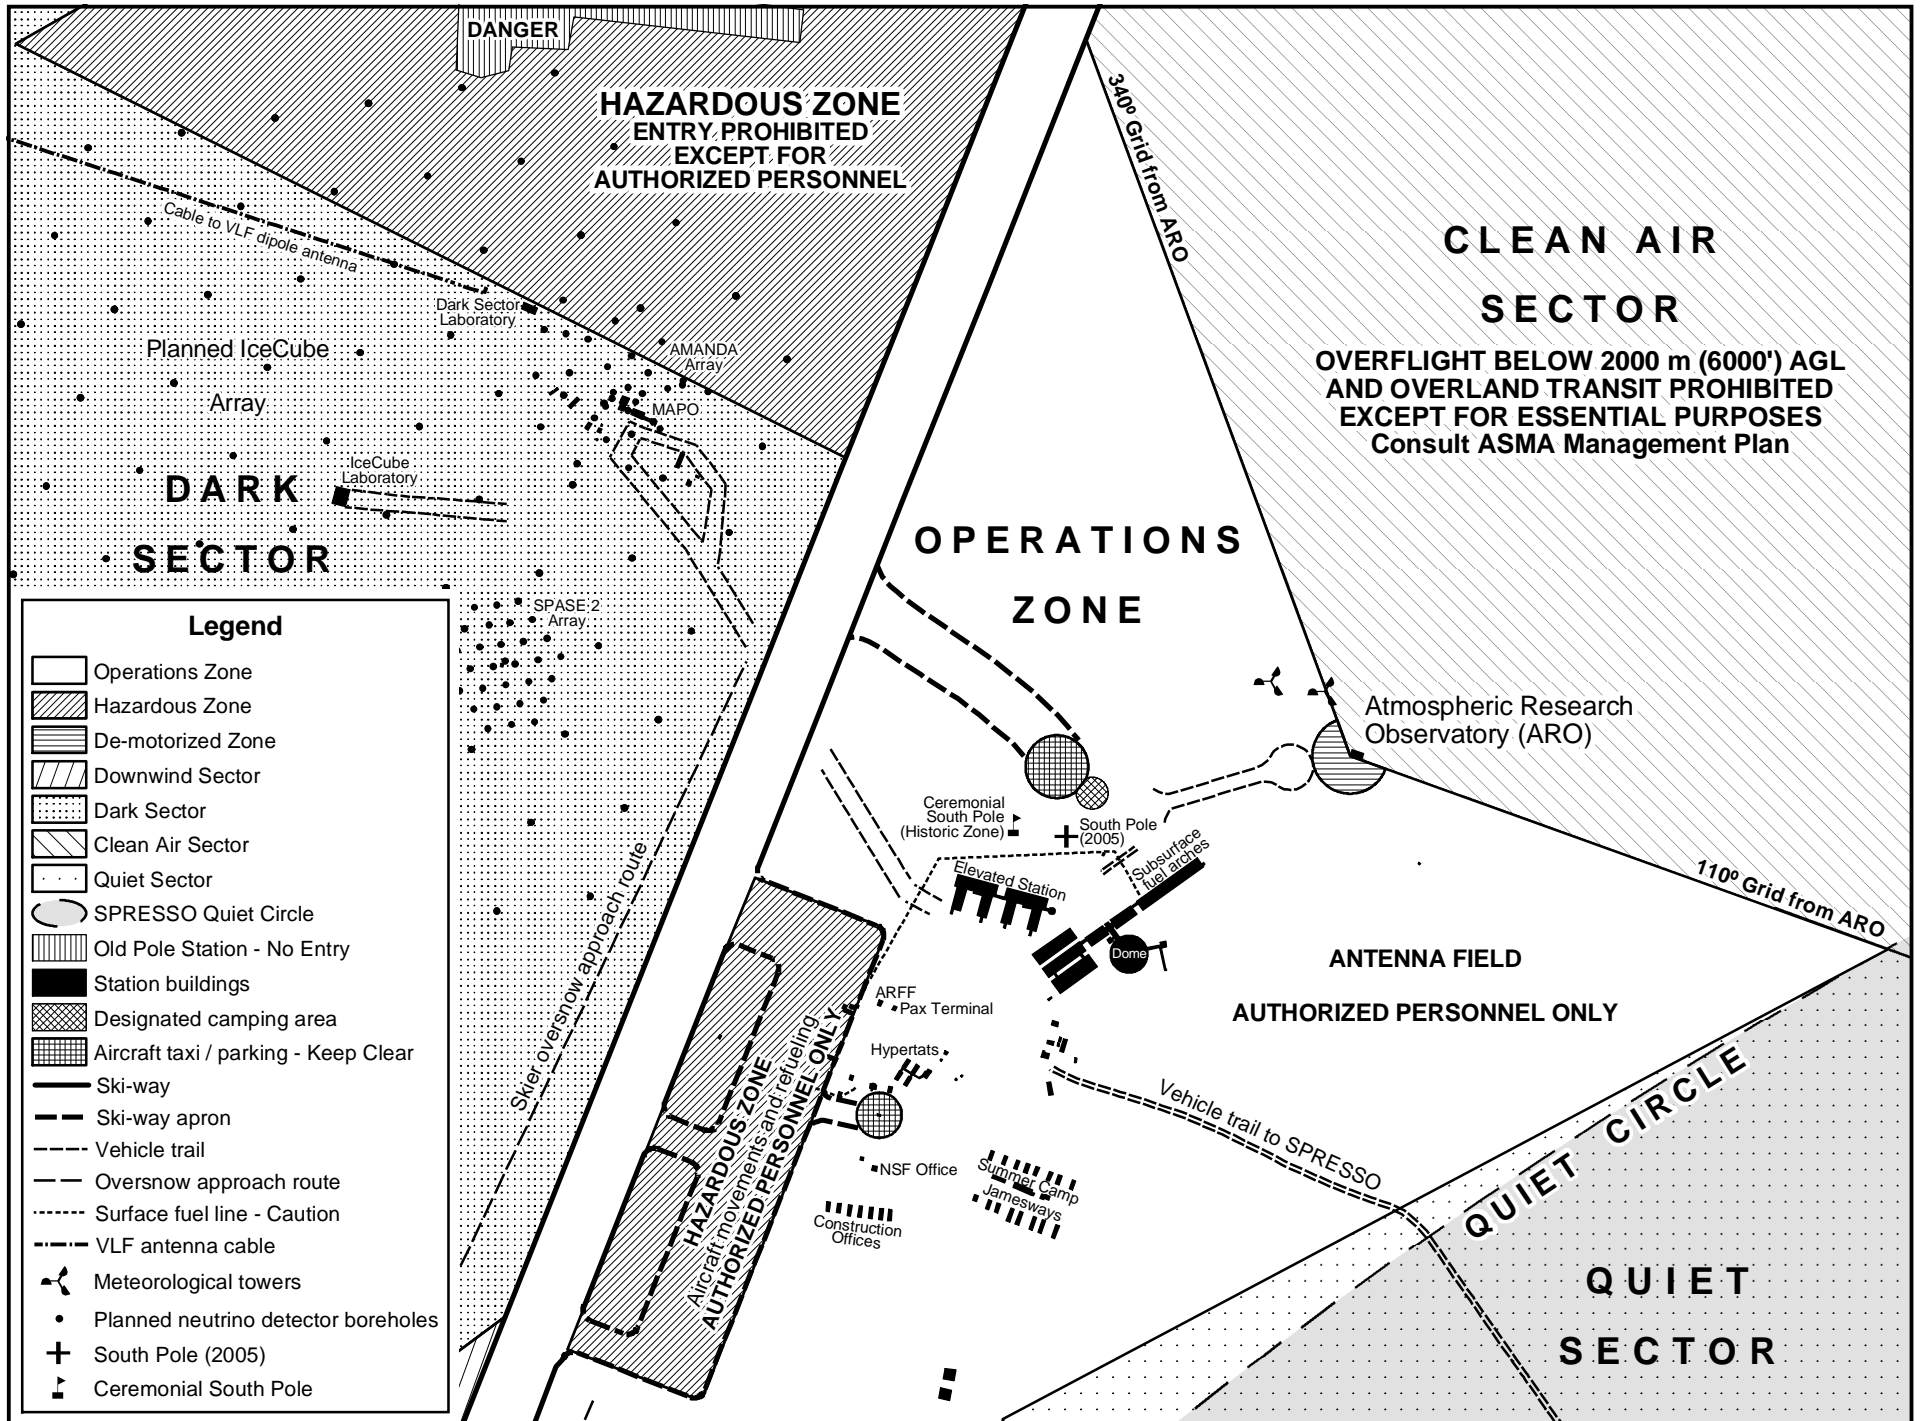 DANGER
HAZARDOUS ZONE
ENTRY PROHIBITED
EXCEPT FOR
AUTHORIZED PERSONNEL
340º Grid from ARO
CLEAN AIR
SECTOR
OVERFLIGHT BELOW 2000 m (6000') AGL
AND OVERLAND TRANSIT PROHIBITED
EXCEPT FOR ESSENTIAL PURPOSES
Consult ASMA Management Plan
Cable to VLF dipole antenna
Dark Sector
Laboratory
Planned IceCube
Array
AMANDA
Array
MAPO
IceCube
Laboratory
DARK
SECTOR
OPERATIONS
ZONE
SPASE 2
Array
Atmospheric Research
Observatory (ARO)
Ceremonial
South Pole
(Historic Zone)
South Pole
(2005)
Subsurface
fuel arches
Elevated Station
Dome
110º Grid from ARO
ANTENNA FIELD
AUTHORIZED PERSONNEL ONLY
Skier oversnow approach route
ARFF
Pax Terminal
Hypertats
HAZARDOUS ZONE
Aircraft movements and refueling
AUTHORIZED PERSONNEL ONLY
NSF Office
Construction
Offices
Summer Camp
Jamesways
Vehicle trail to SPRESSO
QUIET CIRCLE
QUIET
SECTOR
Legend
Operations Zone
Hazardous Zone
De-motorized Zone
Downwind Sector
Dark Sector
Clean Air Sector
Quiet Sector
SPRESSO Quiet Circle
Old Pole Station - No Entry
Station buildings
Designated camping area
Aircraft taxi / parking - Keep Clear
Ski-way
Ski-way apron
Vehicle trail
Oversnow approach route
Surface fuel line - Caution
VLF antenna cable
Meteorological towers
Planned neutrino detector boreholes
South Pole (2005)
Ceremonial South Pole